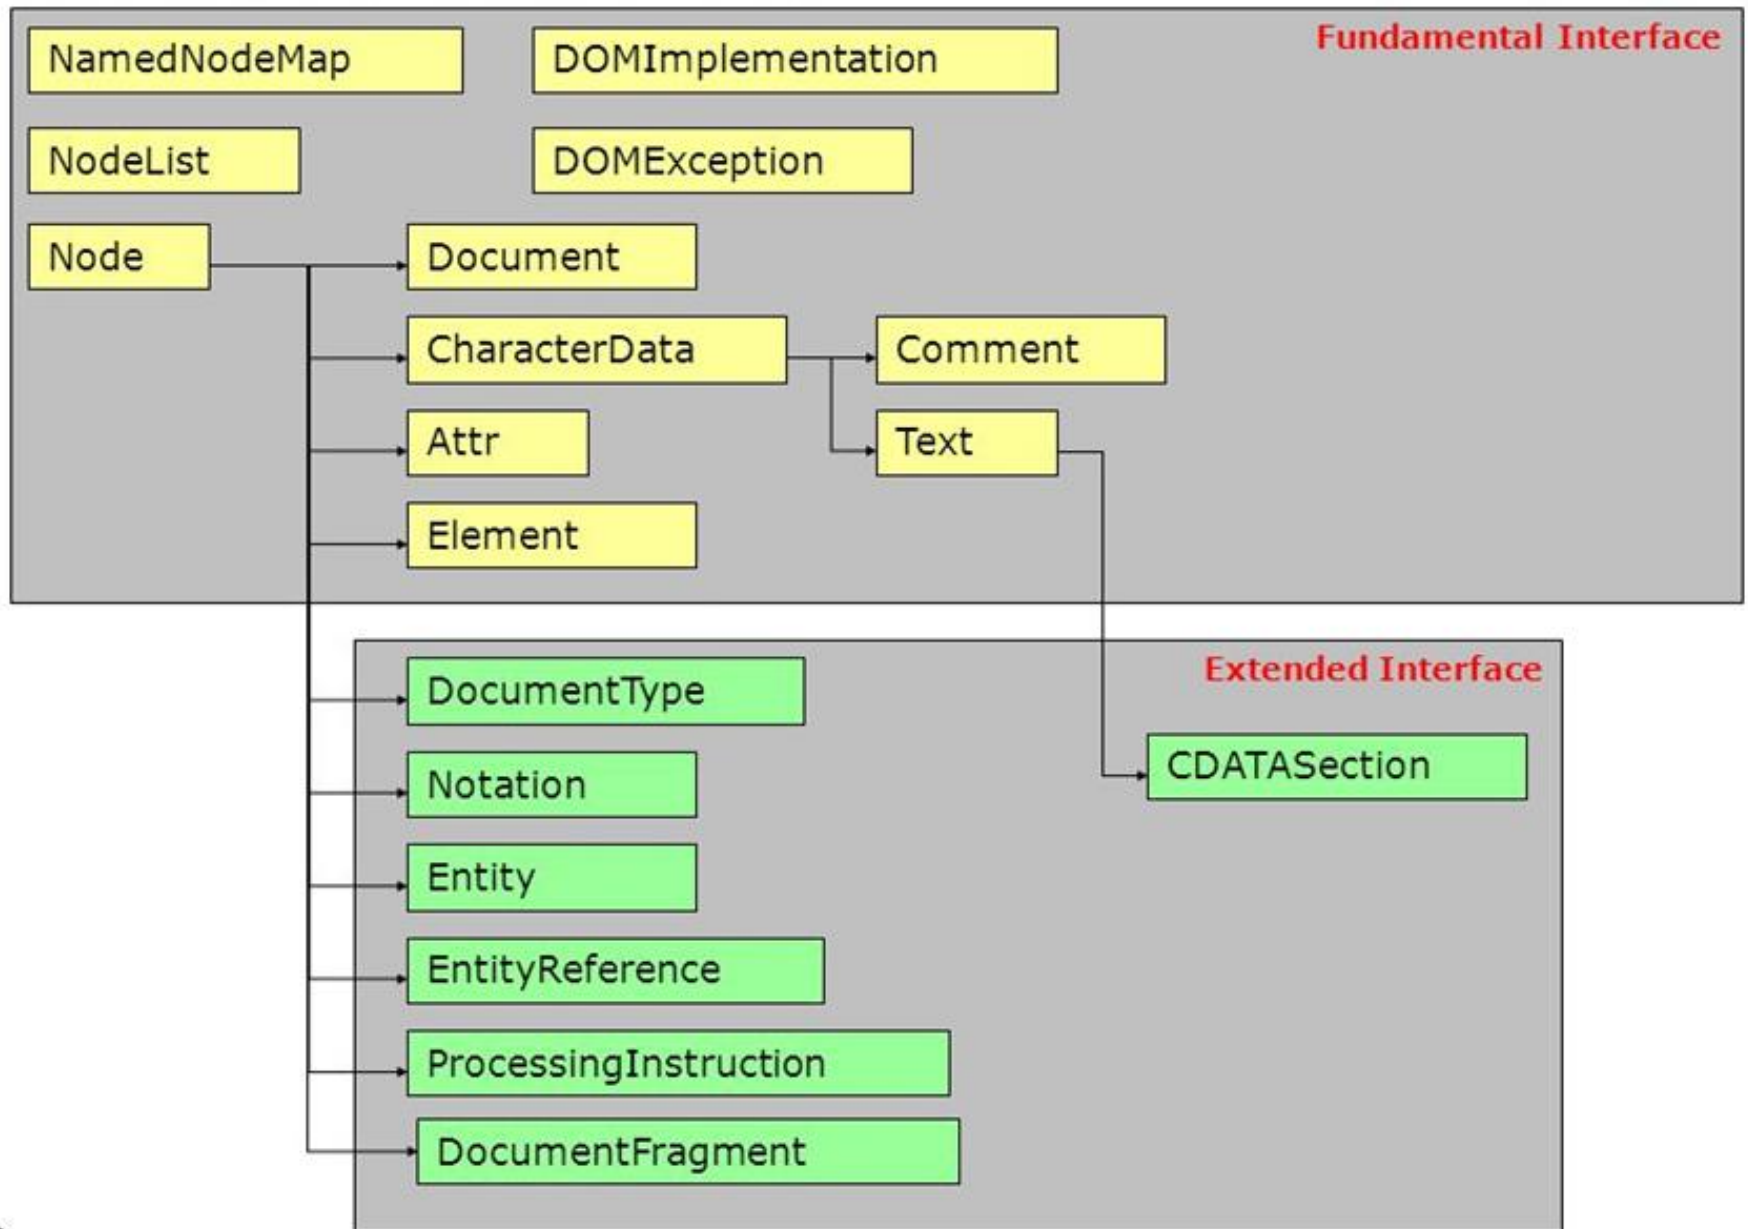 Fundamental Interface
NamedNodeMap
DOMImplementation
NodeList
DOMException
Node
Document
CharacterData
Comment
Attr
Text
Element
Extended Interface
DocumentType
CDATASection
Notation
Entity
EntityReference
ProcessingInstruction
DocumentFragment